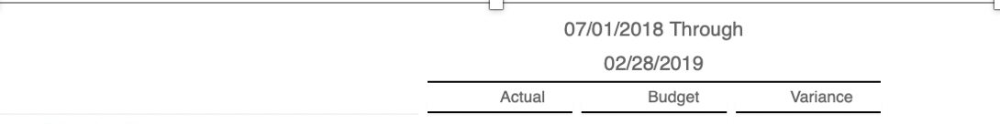 07/01/2018 Through
02/28/2019
Actual Budget Variance